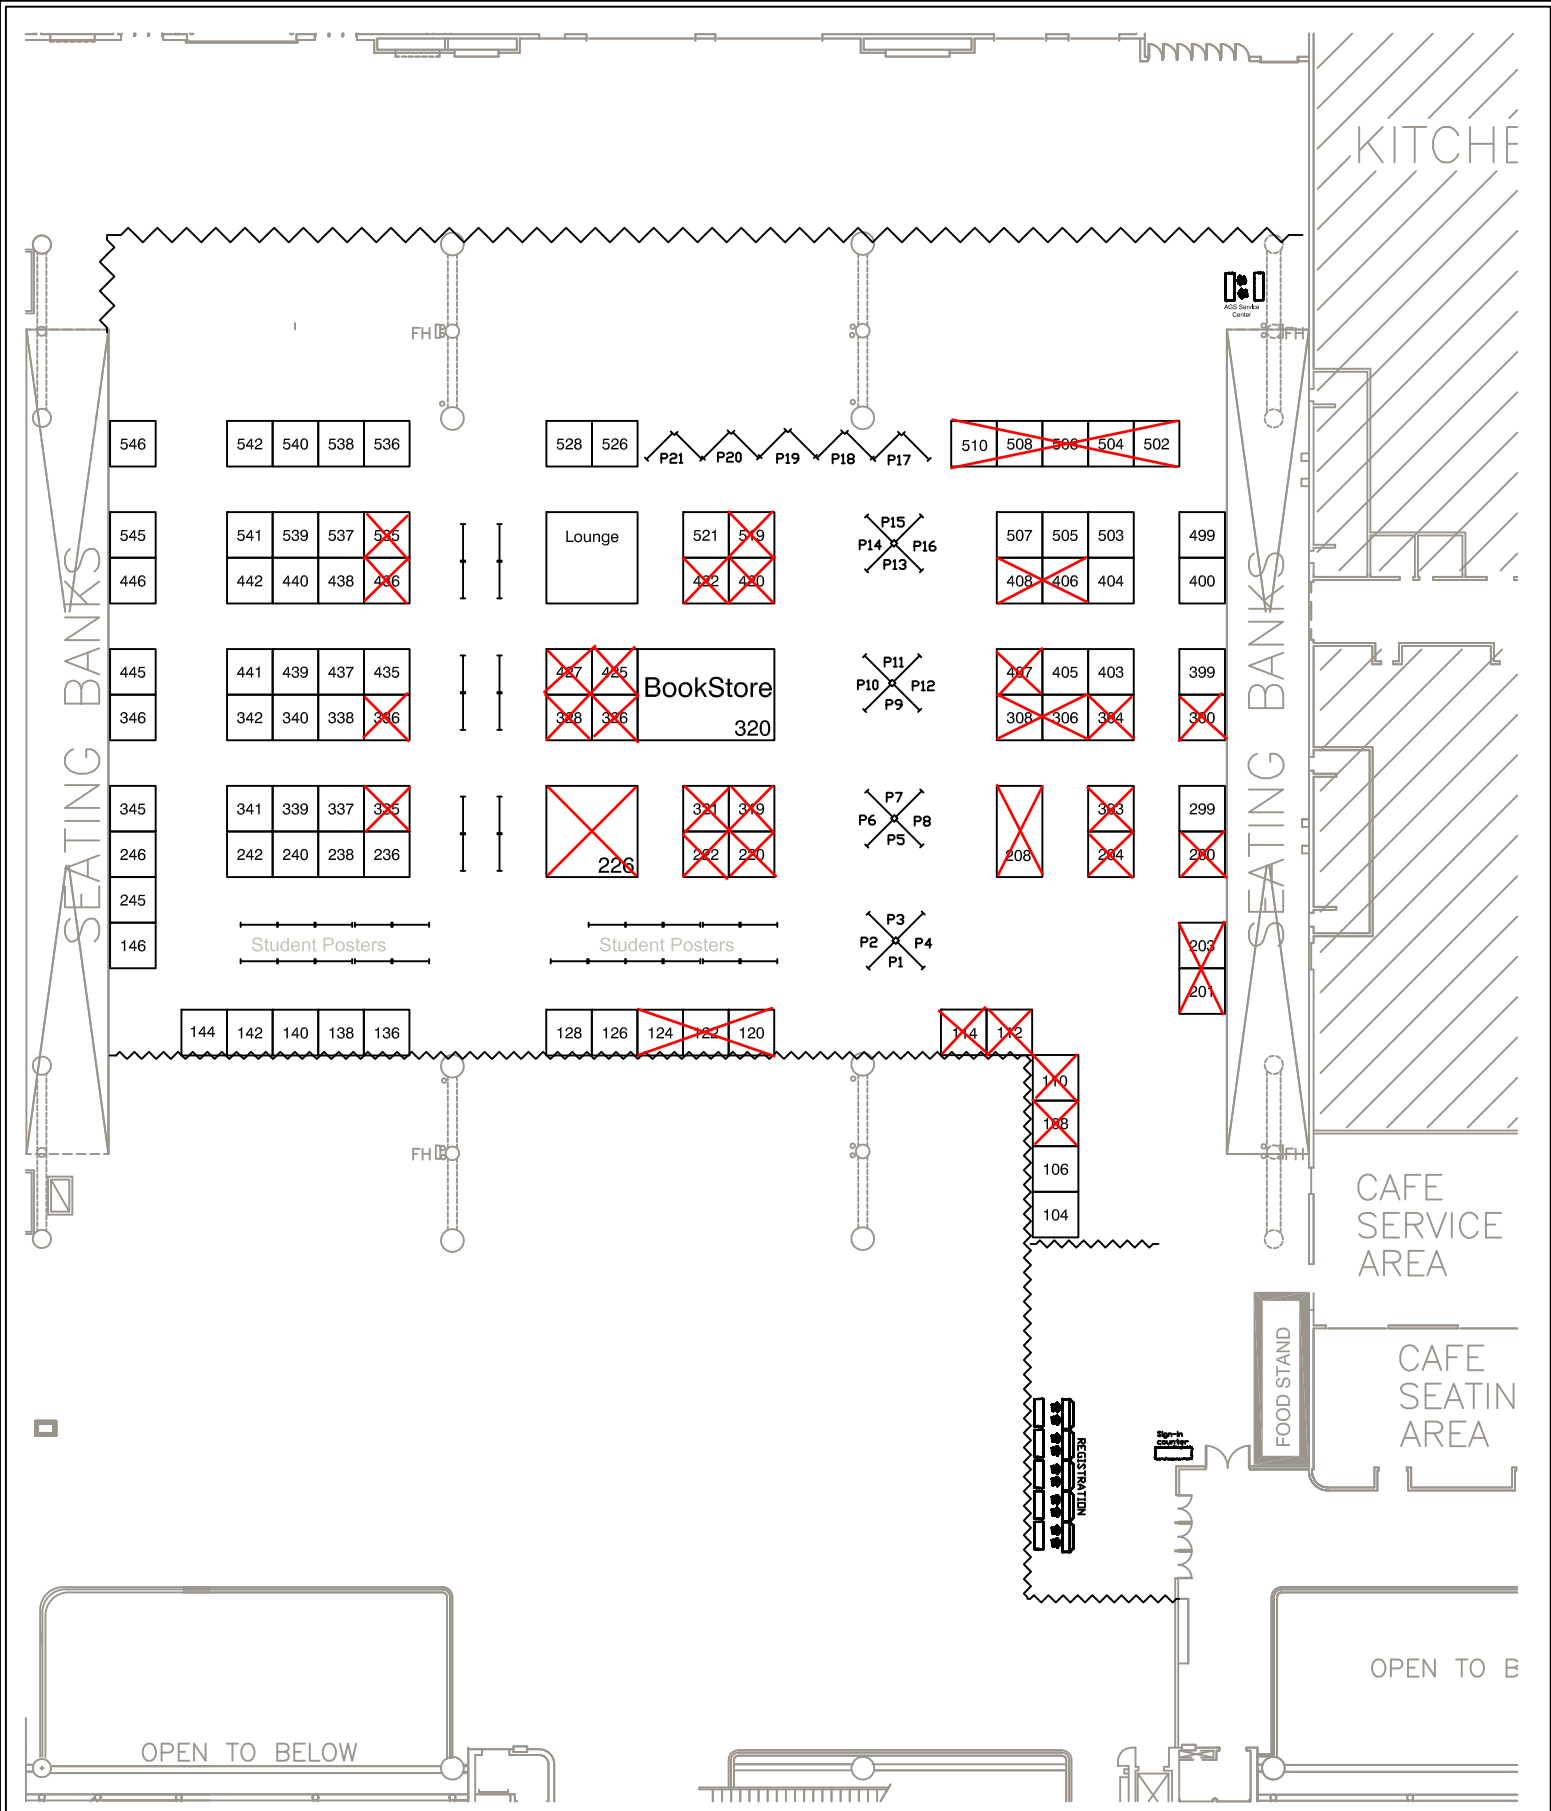 KITCHE
AGS Service
Center
FH
FH
546
542 540 538 536
528 526
P21 P20 P19 P18 P17
510 508 506 504 502
545
541 539 537 535
Lounge
521 519
P15
P14 P16
P13
507 505 503
499
446
442 440 438 436
422 420
408 406 404
400
SEATING BANKS
SEATING BANKS
445
441 439 437 435
427 425
BookStore
320
P11
P10 P12
P9
407 405 403
399
346
342 340 338 336
328 326
308 306 304
300
345
341 339 337 335
321 319
P7
P6 P8
P5
303
299
246
242 240 238 236
226
222 220
208
204
200
245
146
Student Posters
Student Posters
P3
P2 P4
P1
203
201
144 142 140 138 136
128 126 124 122 120
114 112
110
108
106
104
FH
FH
CAFE
SERVICE
AREA
FOOD STAND
CAFE
SEATIN
AREA
REGISTRATION
Sign-in
counter
OPEN TO B
OPEN TO BELOW